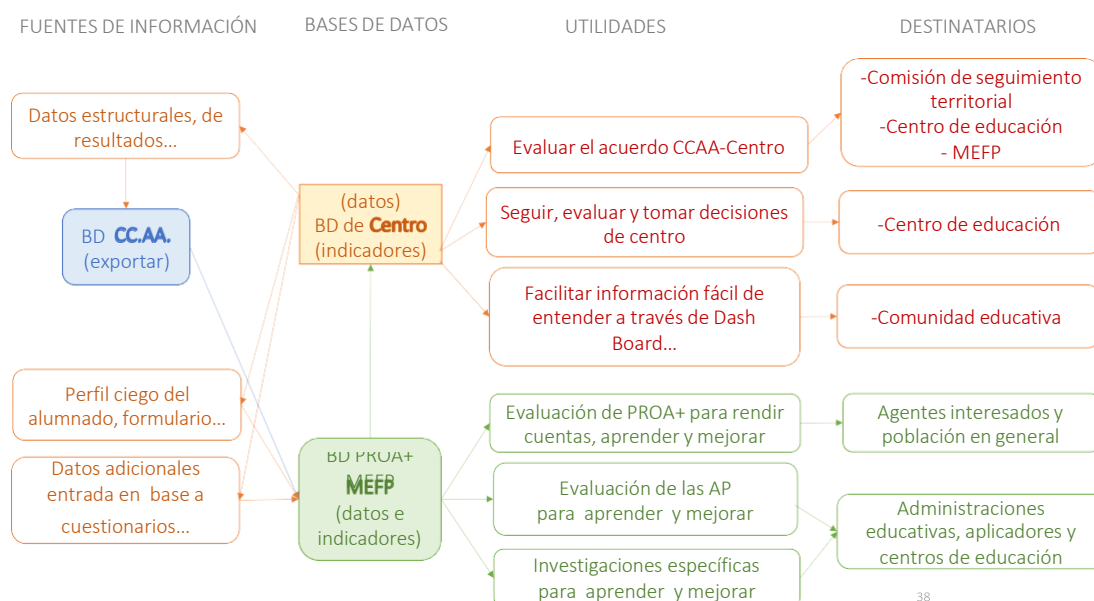 FUENTES DE INFORMACIÓN
BASES DE DATOS
UTILIDADES
DESTINATARIOS
Datos estructurales, de
resultados...
BD CC.AA.
(exportar)
Perfil ciego del
alumnado, formulario...
Datos adicionales
entrada en base a
cuestionarios...
(datos)
BD de Centro
(indicadores)
BD PROA+
MEFP
(datos e
indicadores)
Evaluar el acuerdo CCAA-Centro
Seguir, evaluar y tomar decisiones
de centro
Facilitar información fácil de
entender a través de Dash
Board...
Evaluación de PROA+ para rendir
cuentas, aprender y mejorar
Evaluación de las AP
para aprender y mejorar
Investigaciones específicas
para aprender y mejorar
-Comisión de seguimiento
territorial
-Centro de educación
- MEFP
-Centro de educación
-Comunidad educativa
Agentes interesados y
población en general
Administraciones
educativas, aplicadores y
centros de educación
38